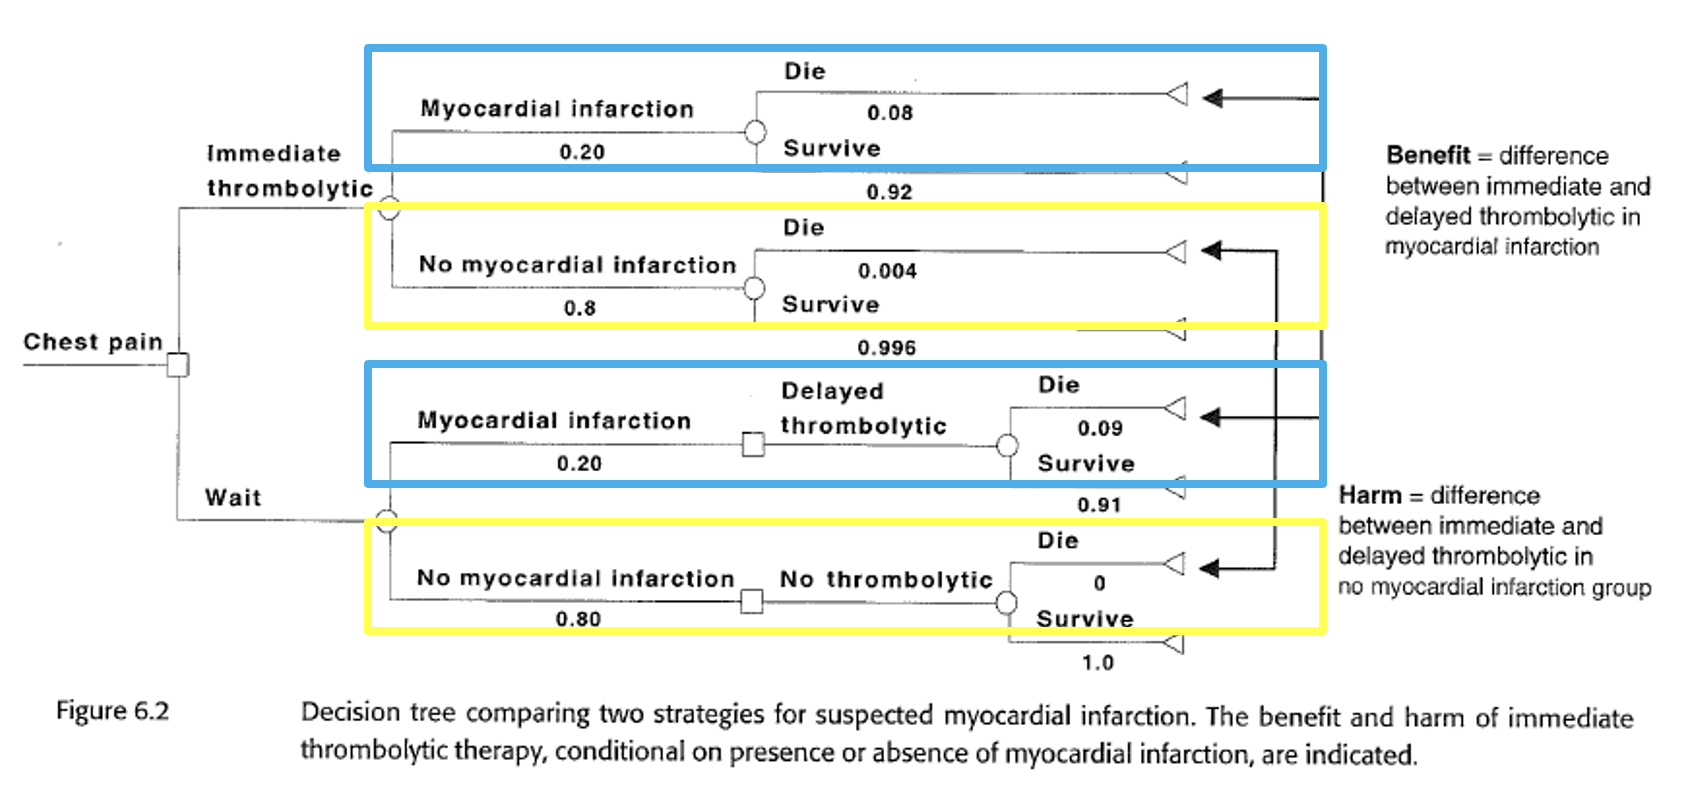 Die
Myocardial infarction
0.08
Immediate
0.20
Survive
thrombolytic
0.92
Benefit = difference
between immediate and
delayed thrombolytic in
myocardial infarction
Die
No myocardial infarction
0.004
0.8
Survive
Chest pain
0.996
Die
Delayed
Myocardial infarction
thrombolytic
0.09
0.20
Survive
Wait
0.91
Harm = difference
between immediate and
delayed thrombolytic in
no myocardial infarction group
Die
No myocardial infarction
No thrombolytic
0
0.80
Survive
1.0
Figure 6.2
Decision tree comparing two strategies for suspected myocardial infarction. The benefit and harm of immediate
thrombolytic therapy, conditional on presence or absence of myocardial infarction, are indicated.